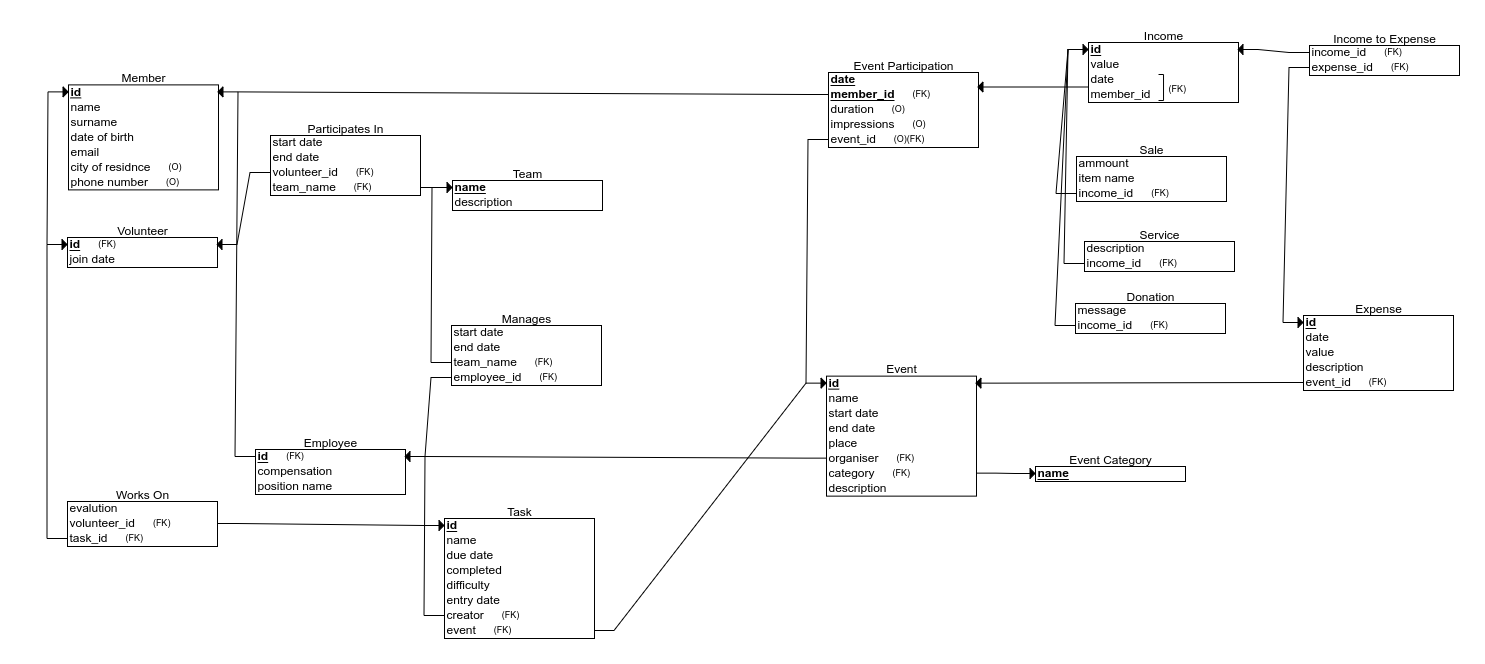 Member
id
name
surname
date of birth
email
city of residnce (O)
phone number (O)
Volunteer
id (FK)
join date
Participates In
start date
end date
volunteer_id (FK)
team_name (FK)
Team
name
description
Manages
start date
end date
team_name (FK)
employee_id (FK)
Employee
id (FK)
compensation
position name
Works On
evalution
volunteer_id (FK)
task_id (FK)
Task
id
name
due date
completed
difficulty
entry date
creator (FK)
event (FK)
Event Participation
date
member_id (FK)
duration (O)
impressions (O)
event_id (O)(FK)
Event
id
name
start date
end date
place
organiser (FK)
category (FK)
description
Event Category
name
Income
id
value
date
member_id (FK)
Sale
ammount
item name
income_id (FK)
Service
description
income_id (FK)
Donation
message
income_id (FK)
Income to Expense
income_id (FK)
expense_id (FK)
Expense
id
date
value
description
event_id (FK)